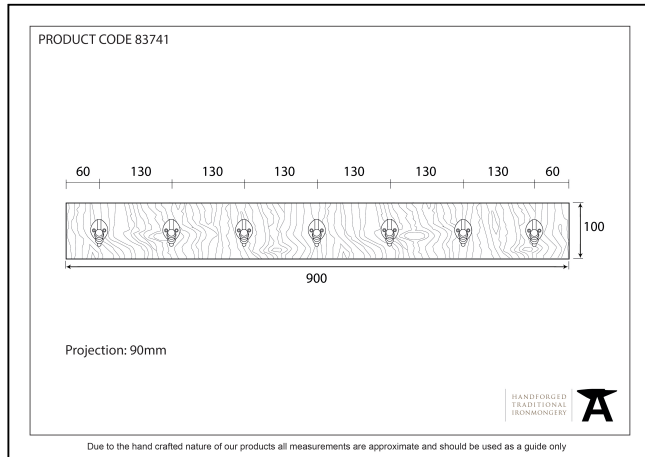 PRODUCT CODE 83741
60 130 130 130 130 130 130 60
100
900
Projection: 90mm
HANDFORGED
TRADITIONAL
IRONMONGERY
Due to the hand crafted nature of our products all measurements are approximate and should be used as a guide only